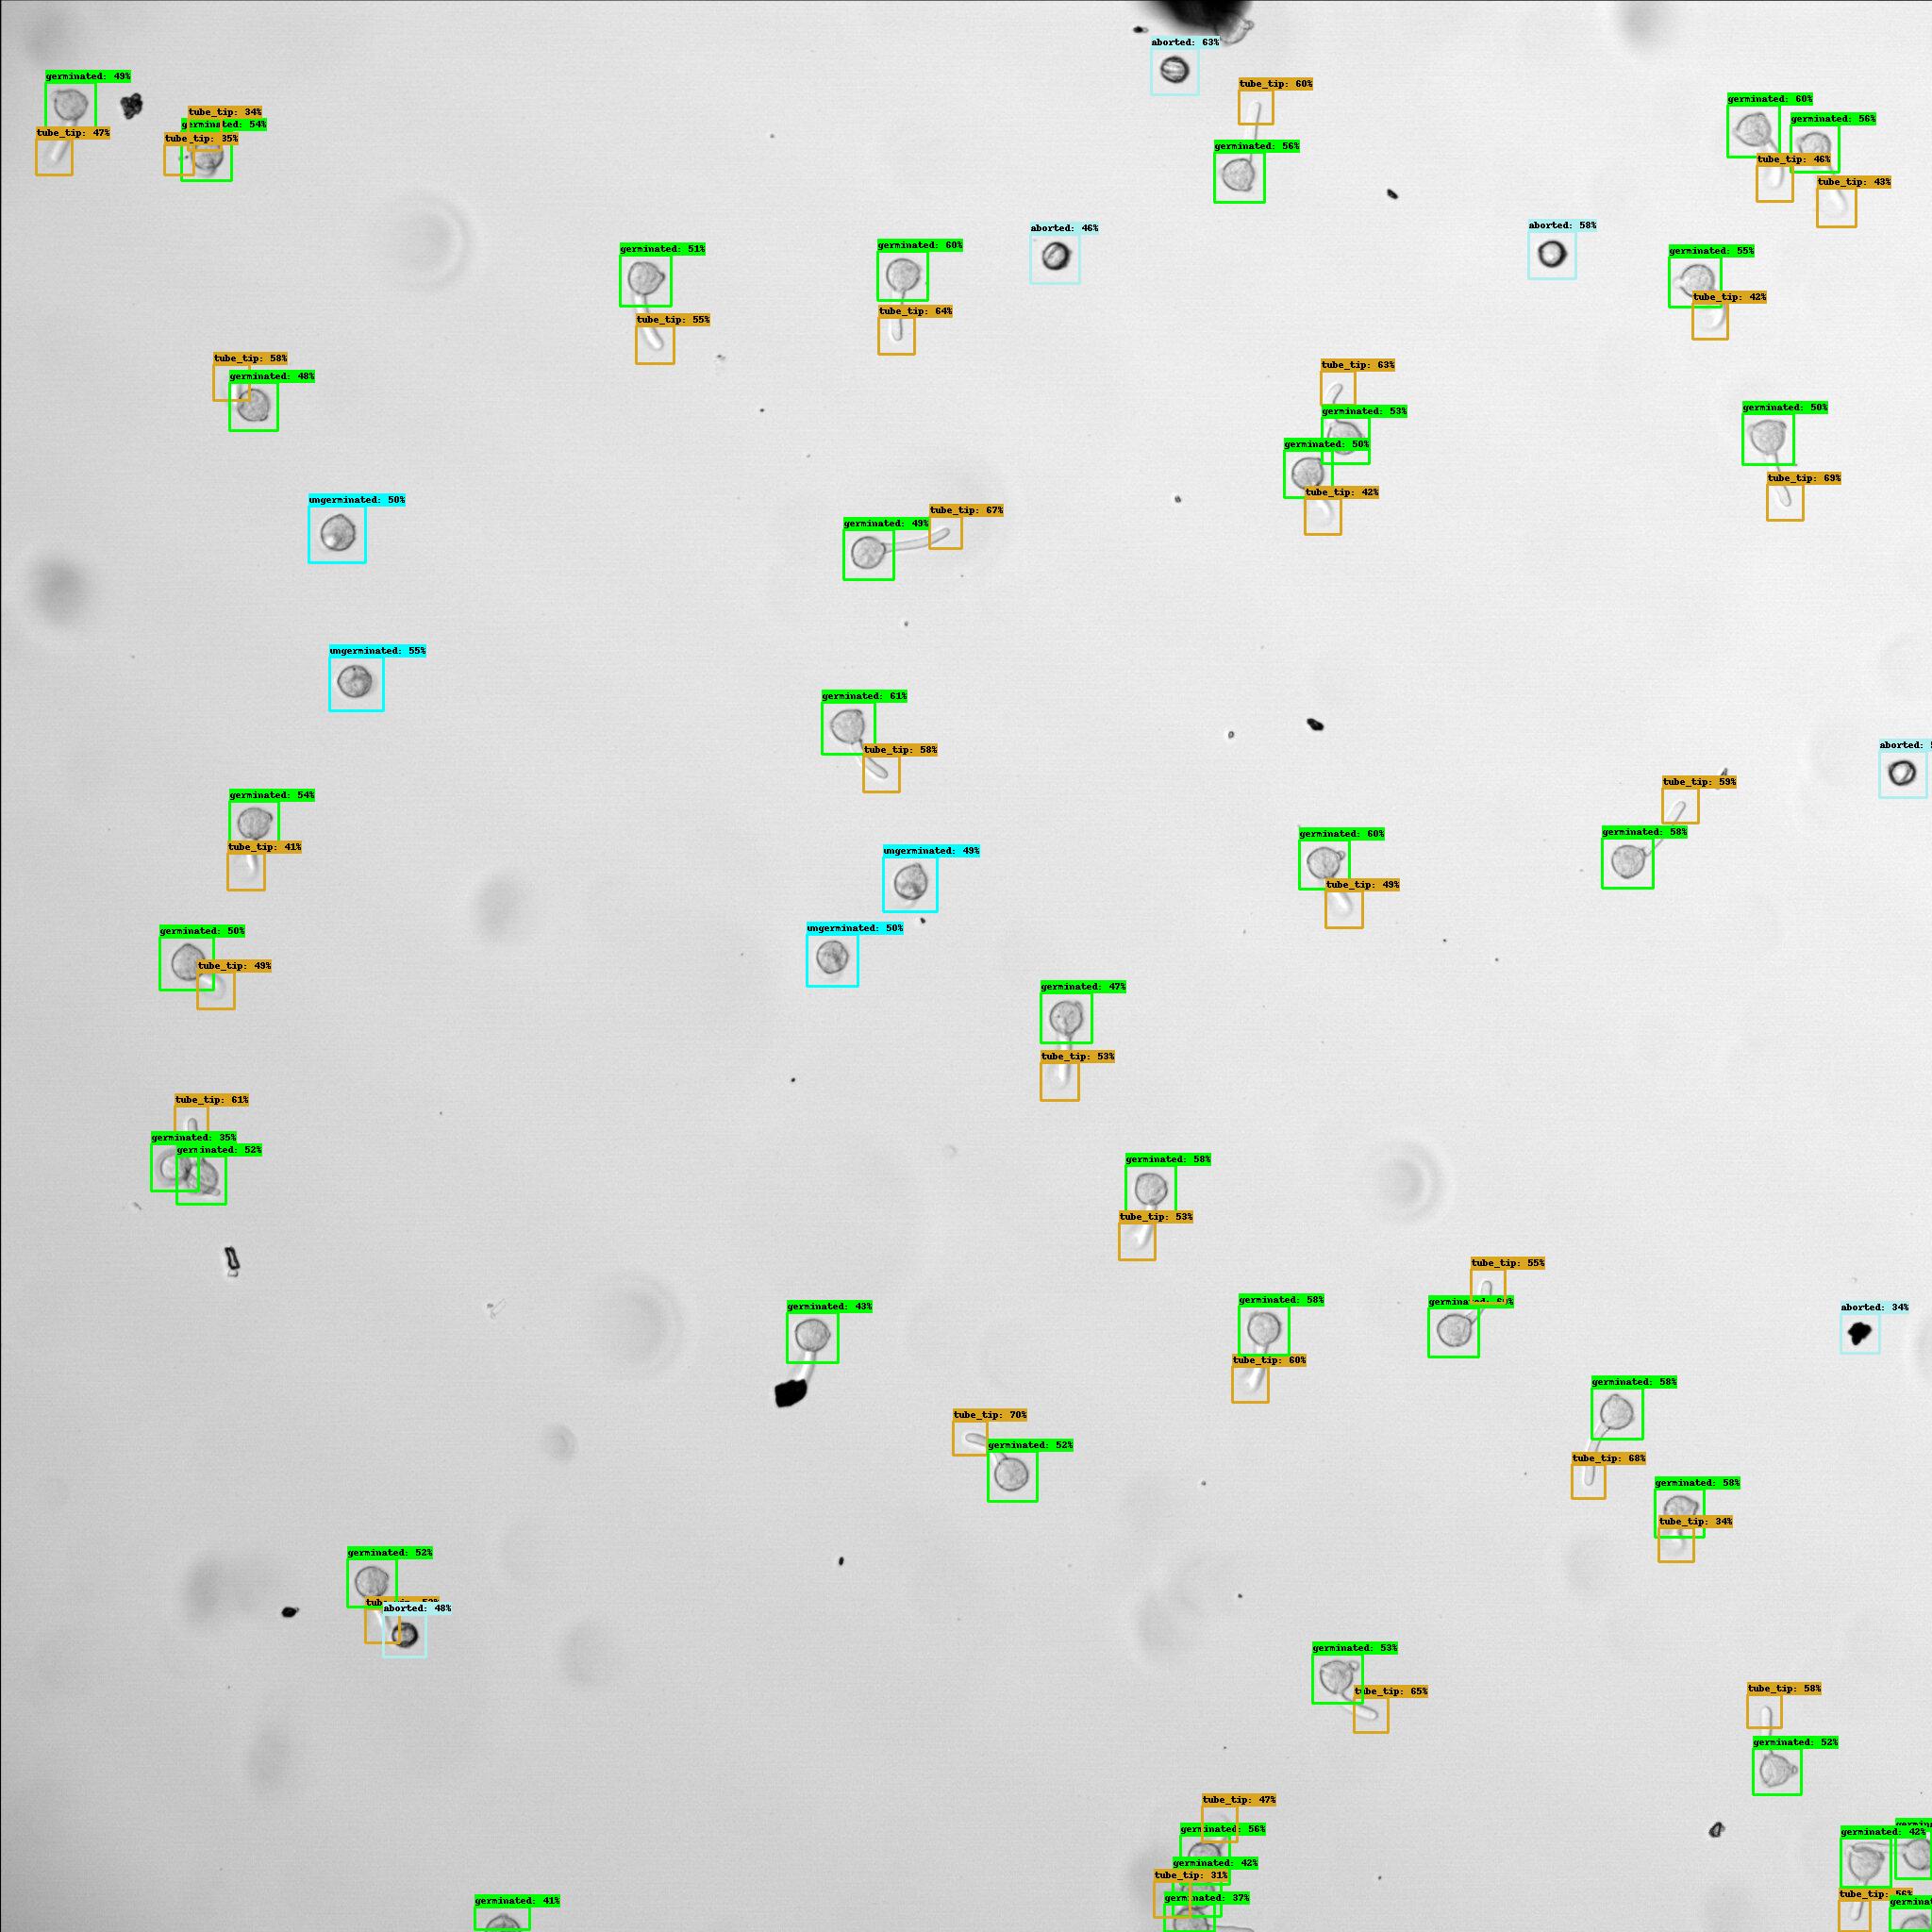 aborted: 63%
germinated: 49%
tube_tip: 60%
germinated: 60%
tube_tip: 34%
germinated: 54%
germinated: 56%
tube_tip: 47%
tube_tip: 35%
germinated: 56%
tube_tip: 46%
tube_tip: 43%
aborted: 46%
aborted: 58%
germinated: 51%
germinated: 60%
germinated: 55%
tube_tip: 42%
tube_tip: 64%
tube_tip: 55%
tube_tip: 58%
tube_tip: 63%
germinated: 48%
germinated: 53%
germinated: 50%
germinated: 50%
tube_tip: 69%
tube_tip: 42%
ungerminated: 50%
tube_tip: 67%
germinated: 49%
ungerminated: 55%
germinated: 61%
tube_tip: 58%
aborted:
tube_tip: 59%
germinated: 54%
germinated: 60%
germinated: 58%
tube_tip: 41%
ungerminated: 49%
tube_tip: 49%
germinated: 50%
ungerminated: 50%
tube_tip: 49%
germinated: 47%
tube_tip: 53%
tube_tip: 61%
germinated: 35%
germinated: 52%
germinated: 58%
tube_tip: 53%
tube_tip: 55%
germinated: 43%
germinated: 58%
aborted: 34%
tube_tip: 60%
germinated: 58%
tube_tip: 70%
germinated: 52%
tube_tip: 68%
germinated: 58%
tube_tip: 34%
germinated: 52%
aborted: 48%
germinated: 53%
tube_tip: 65%
tube_tip: 58%
germinated: 52%
tube_tip: 47%
germinated: 56%
germinated: 42%
germinated: 42%
tube_tip: 31%
tube_tip: 56%
germinated: 37%
germinated: 41%